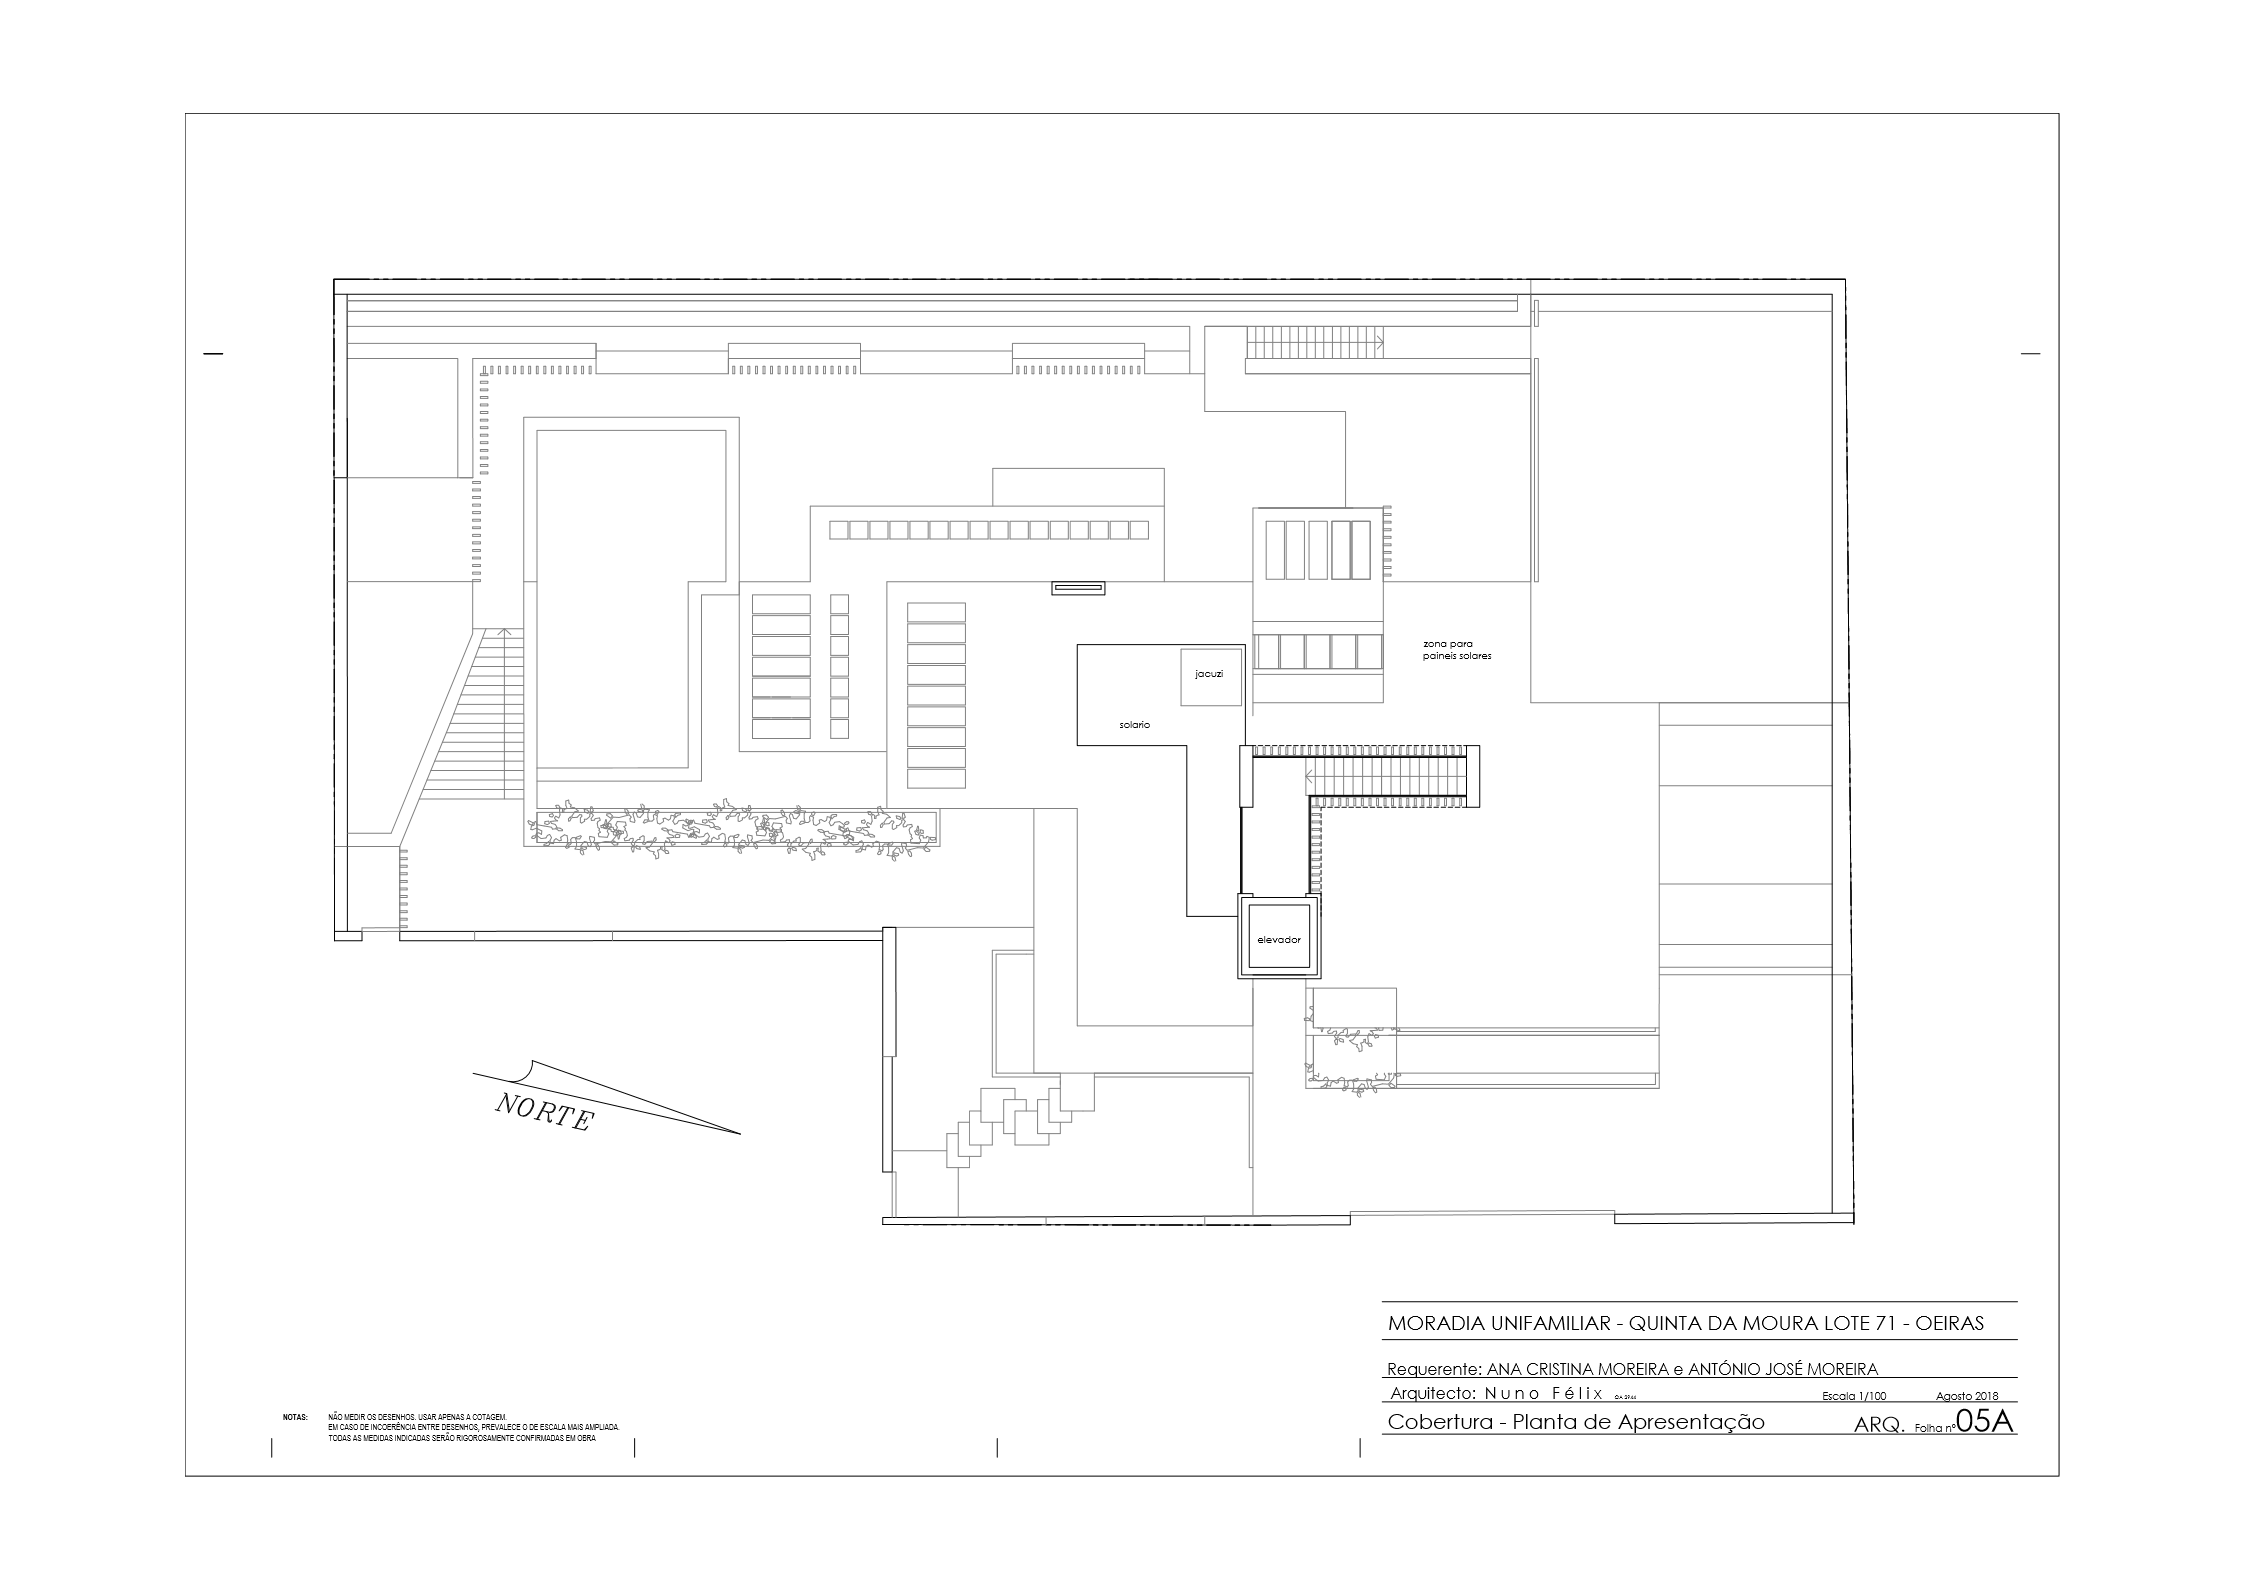 zona para
paineis solares
jacuzi
solario
elevador
NORTE
MORADIA UNIFAMILIAR - QUINTA DA MOURA LOTE 71 - OEIRAS
Requerente: ANA CRISTINA MOREIRA e ANTÓNIO JOSÉ MOREIRA
Arquitecto: Nuno Félix
Escala 1/100 Agosto 2018
Cobertura - Planta de Apresentação ARQ. Folha nº05A
NOTAS: NÃO MEDIR OS DESENHOS. USAR APENAS A COTAGEM.
EM CASO DE INCOERÊNCIA ENTRE DESENHOS, PREVALECE O DE ESCALA MAIS AMPLIADA.
TODAS AS MEDIDAS INDICADAS SERÃO RIGOROSAMENTE CONFIRMADAS EM OBRA